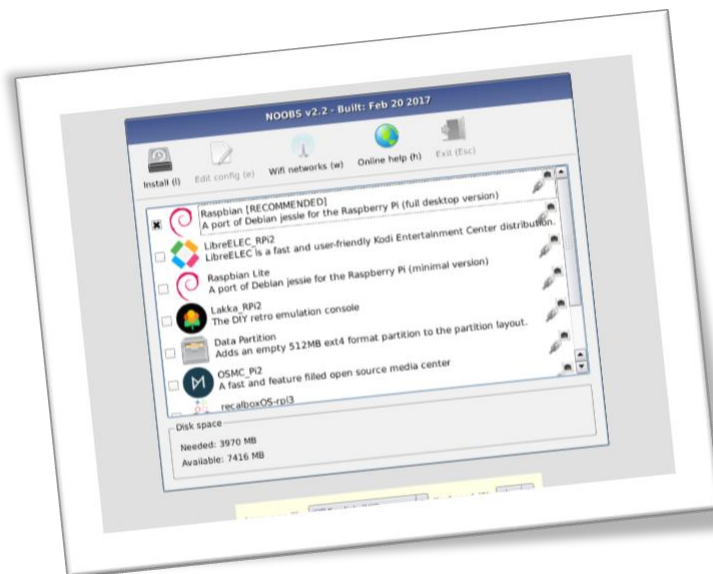 NOOBS v2.2 - Built: Feb 20 2017
Install (i)
Edit config (e)
Wifi networks (w)
Online help (h)
Exit (Esc)
Raspbian [RECOMMENDED]
A port of Debian jessie for the Raspberry Pi (full desktop version)
LibreELEC_RPi2
LibreELEC is a fast and user-friendly Kodi Entertainment Center distribution.
Raspbian Lite
A port of Debian jessie for the Raspberry Pi (minimal version)
Lakka_RPi2
The DIY retro emulation console
Data Partition
Adds an empty 512MB ext4 format partition to the partition layout.
OSMC_Pi2
A fast and feature filled open source media center
recalboxOS-rpi3
Disk space
Needed: 3970 MB
Available: 7416 MB